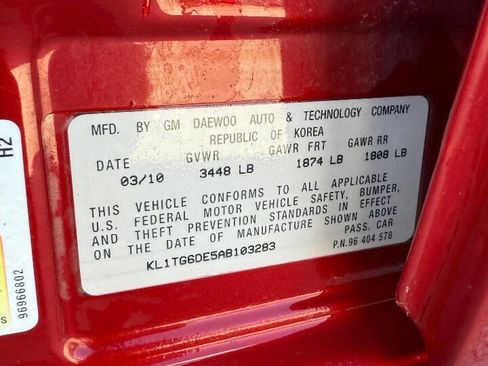 MFD. BY GM DAEWOO AUTO & TECHNOLOGY COMPANY
REPUBLIC OF KOREA
DATE GVWR GAWR FRT GAWR RR
03/10 3448 LB 1874 LB 1808 LB
THIS VEHICLE CONFORMS TO ALL APPLICABLE
U.S. FEDERAL MOTOR VEHICLE SAFETY, BUMPER,
AND THEFT PREVENTION STANDARDS IN EFFECT
ON THE DATE OF MANUFACTURE SHOWN ABOVE
PASS. CAR
KL1TG6DE5AB103283
P.N.96 404 578
H2
96966802
S